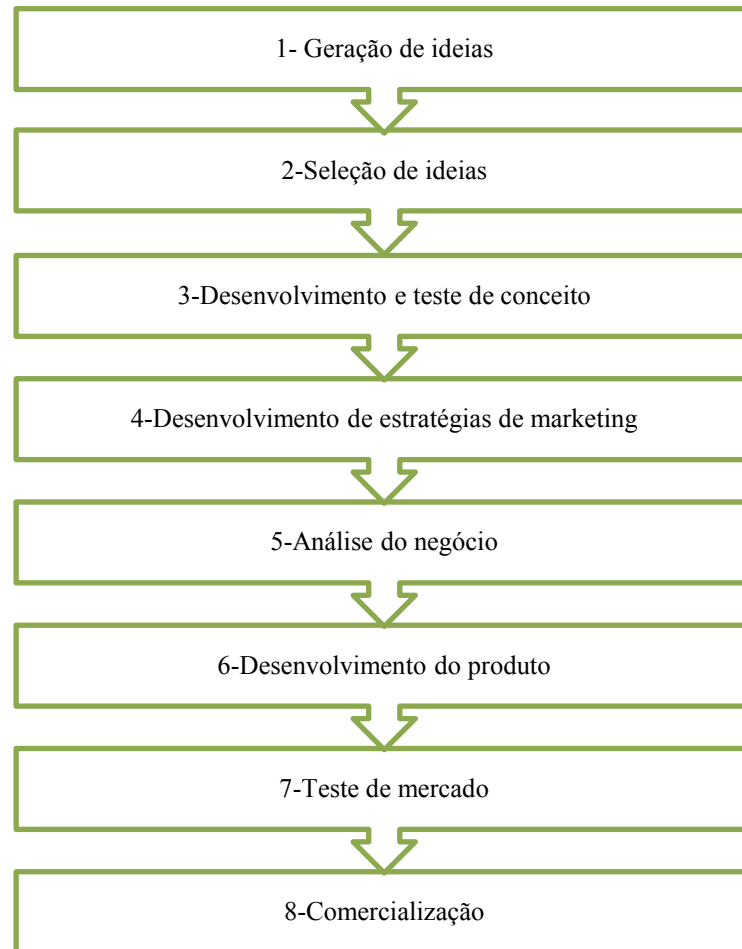 1- Geração de ideias
2-Seleção de ideias
3-Desenvolvimento e teste de conceito
4-Desenvolvimento de estratégias de marketing
5-Análise do negócio
6-Desenvolvimento do produto
7-Teste de mercado
8-Comercialização